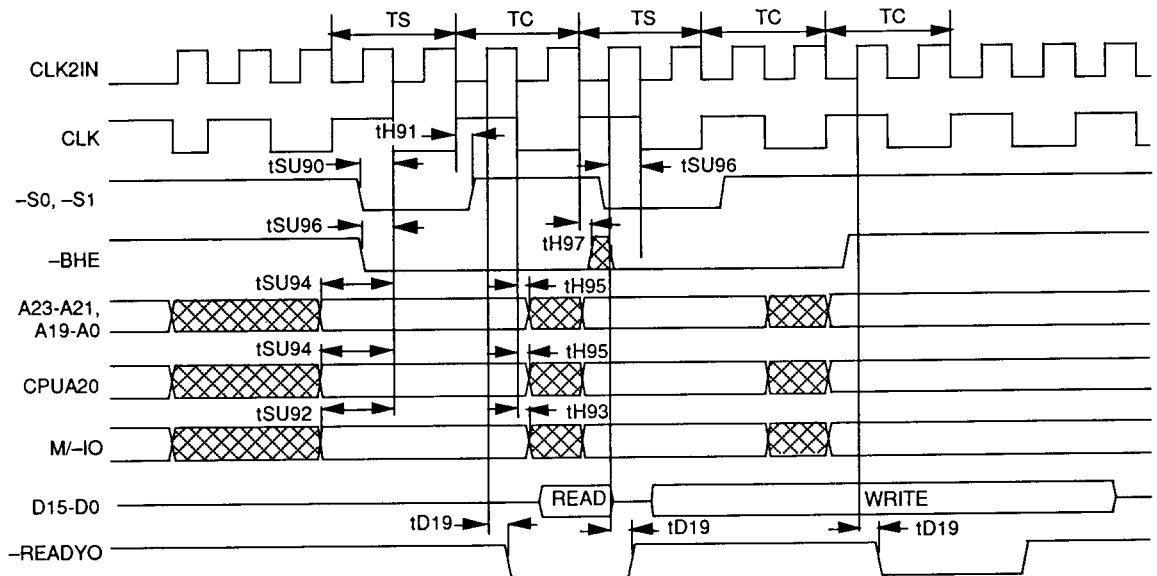 TS TC TS TC TC
CLK2IN
CLK
tH91
tSU90
tSU96
–S0, –S1
tSU96
tH97
–BHE
tSU94
tH95
A23-A21,
A19-A0
tSU94
tH95
CPUA20
tSU92
tH93
M/–IO
D15-D0
READ
WRITE
tD19
tD19
tD19
–READYO